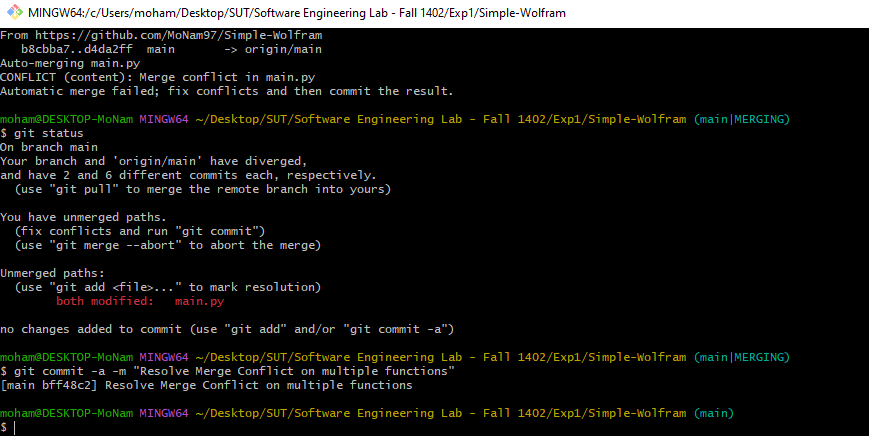 MINGW64:/c/Users/moham/Desktop/SUT/Software Engineering Lab - Fall 1402/Exp1/Simple-Wolfram
From https://github.com/MoNam97/Simple-Wolfram
   b8cbba7..d4da2ff  main       -> origin/main
Auto-merging main.py
CONFLICT (content): Merge conflict in main.py
Automatic merge failed; fix conflicts and then commit the result.

moham@DESKTOP-MoNam MINGW64 ~/Desktop/SUT/Software Engineering Lab - Fall 1402/Exp1/Simple-Wolfram (main|MERGING)
$ git status
On branch main
Your branch and 'origin/main' have diverged,
and have 2 and 6 different commits each, respectively.
  (use "git pull" to merge the remote branch into yours)

You have unmerged paths.
  (fix conflicts and run "git commit")
  (use "git merge --abort" to abort the merge)

Unmerged paths:
  (use "git add <file>..." to mark resolution)
        both modified:   main.py

no changes added to commit (use "git add" and/or "git commit -a")

moham@DESKTOP-MoNam MINGW64 ~/Desktop/SUT/Software Engineering Lab - Fall 1402/Exp1/Simple-Wolfram (main|MERGING)
$ git commit -a -m "Resolve Merge Conflict on multiple functions"
[main bff48c2] Resolve Merge Conflict on multiple functions

moham@DESKTOP-MoNam MINGW64 ~/Desktop/SUT/Software Engineering Lab - Fall 1402/Exp1/Simple-Wolfram (main)
$